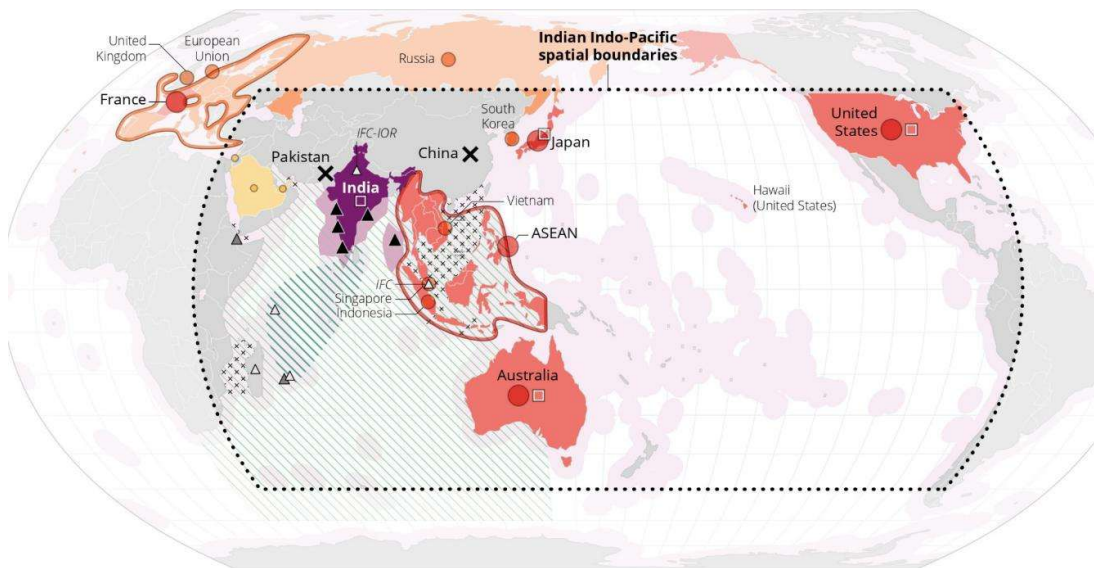 United
Kingdom
European
Union
France
Russia
Indian Indo-Pacific
spatial boundaries
IFC-IOR
South
Korea
Japan
United
States
Pakistan
China
India
Vietnam
Hawaii
(United States)
ASEAN
IFC
Singapore
Indonesia
Australia